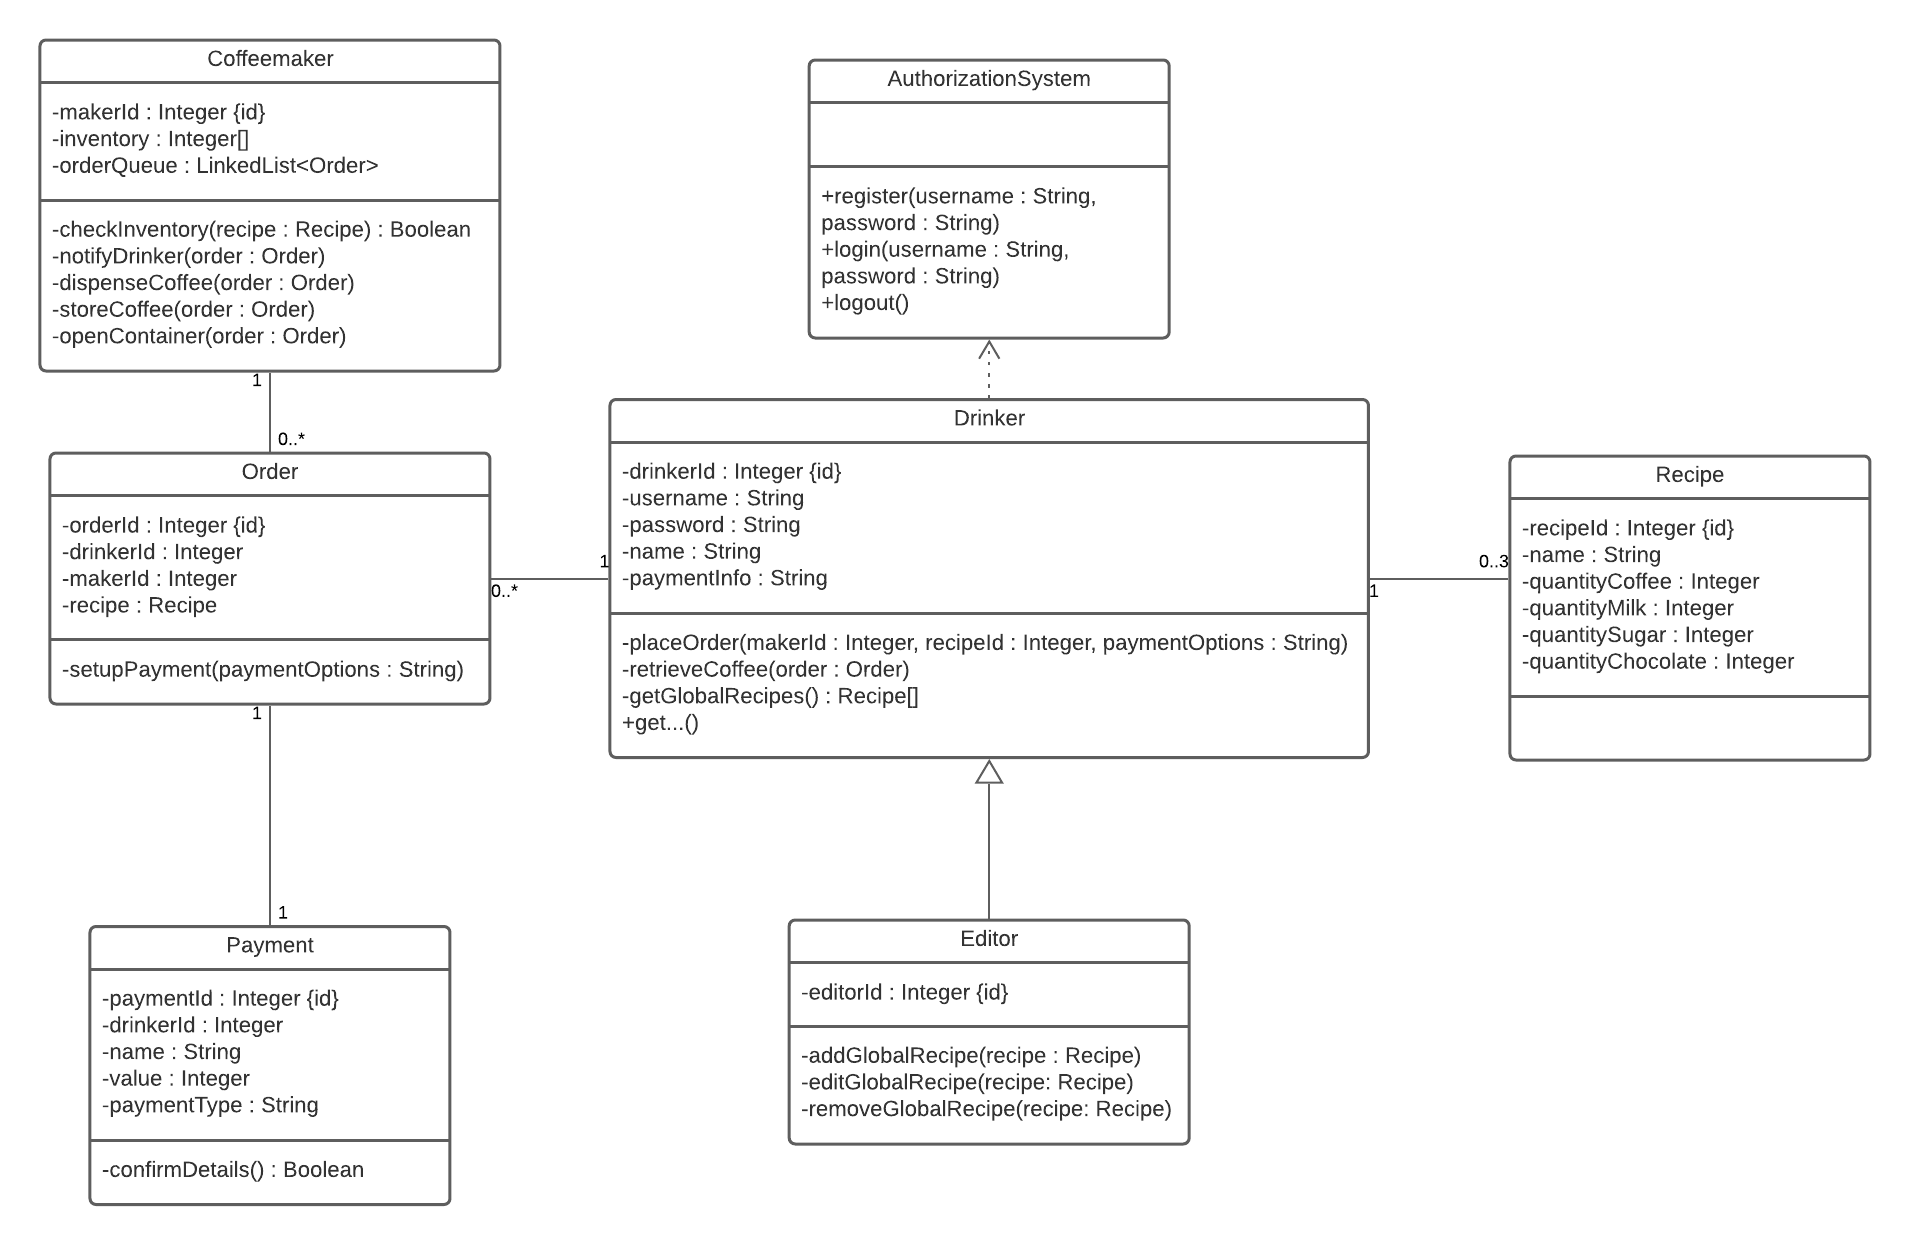 Coffeemaker
-makerId : Integer {id}
-inventory : Integer[]
-orderQueue : LinkedList<Order>
-checkInventory(recipe : Recipe) : Boolean
-notifyDrinker(order : Order)
-dispenseCoffee(order : Order)
-storeCoffee(order : Order)
-openContainer(order : Order)
1
0..*
Order
-orderId : Integer {id}
-drinkerId : Integer
-makerId : Integer
-recipe : Recipe
-setupPayment(paymentOptions : String)
1
1
Payment
-paymentId : Integer {id}
-drinkerId : Integer
-name : String
-value : Integer
-paymentType : String
-confirmDetails() : Boolean
AuthorizationSystem
+register(username : String,
password : String)
+login(username : String,
password : String)
+logout()
1
0..*
Drinker
-drinkerId : Integer {id}
-username : String
-password : String
-name : String
-paymentInfo : String
-placeOrder(makerId : Integer, recipeId : Integer, paymentOptions : String)
-retrieveCoffee(order : Order)
-getGlobalRecipes() : Recipe[]
+get...()
Editor
-editorId : Integer {id}
-addGlobalRecipe(recipe : Recipe)
-editGlobalRecipe(recipe: Recipe)
-removeGlobalRecipe(recipe: Recipe)
0..3
1
Recipe
-recipeId : Integer {id}
-name : String
-quantityCoffee : Integer
-quantityMilk : Integer
-quantitySugar : Integer
-quantityChocolate : Integer